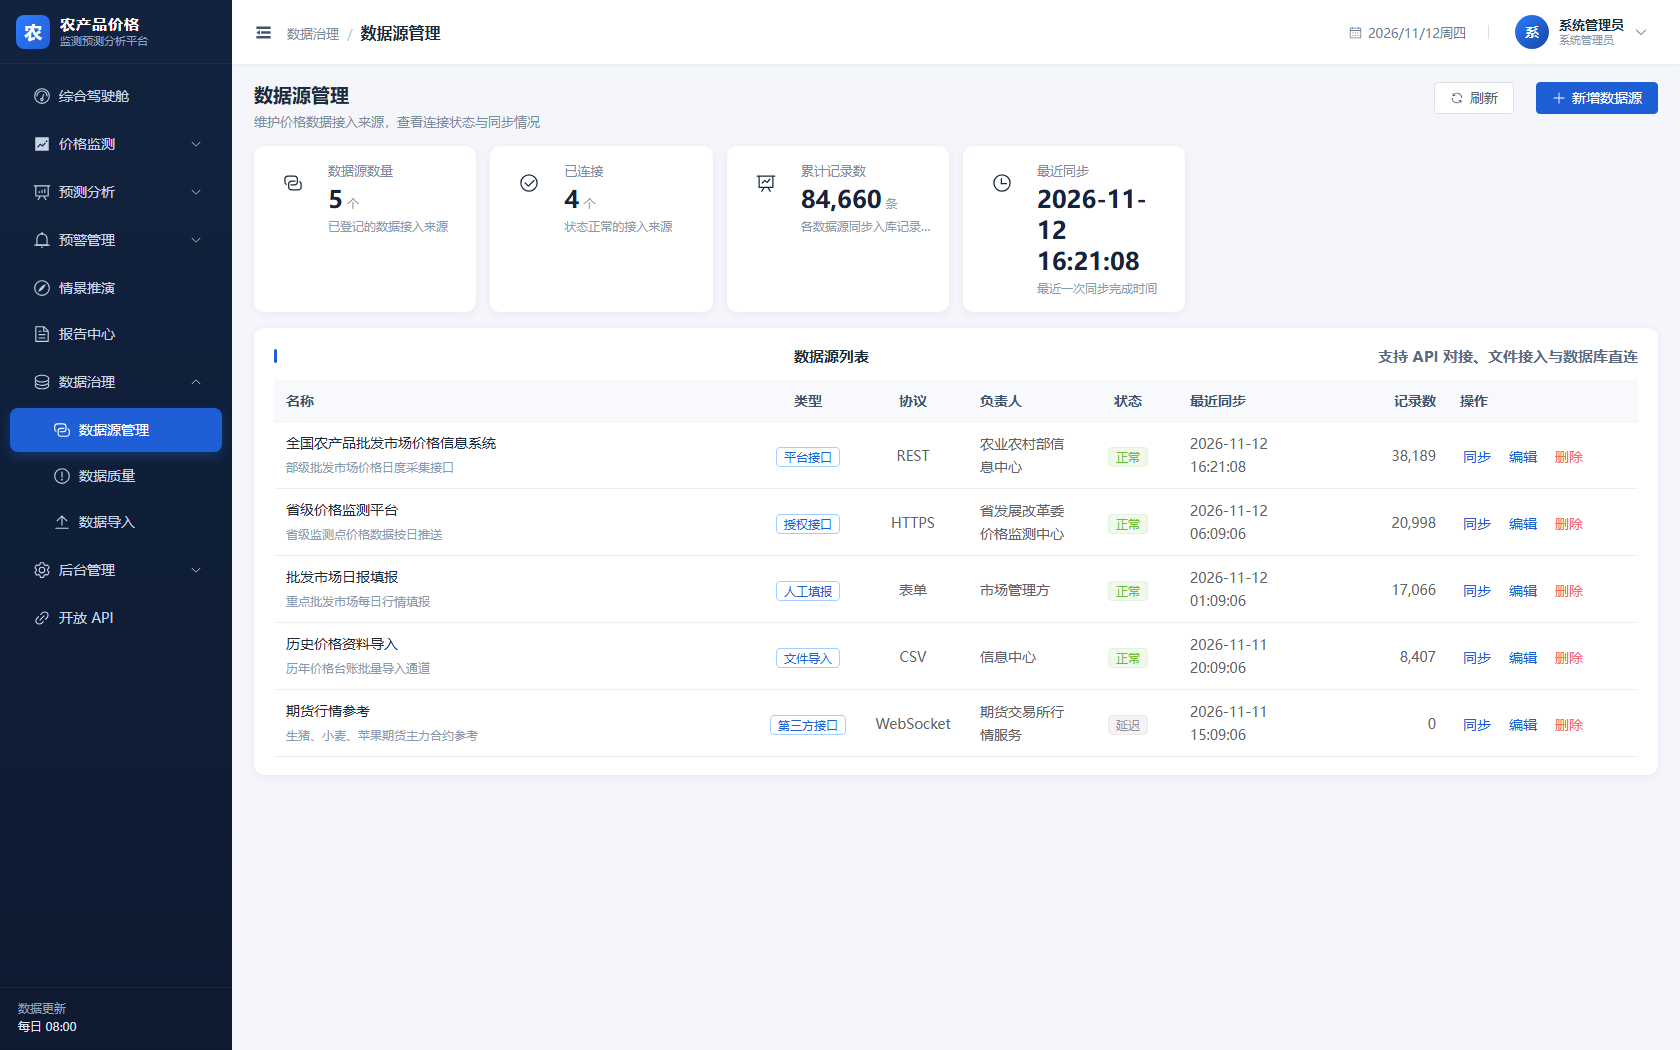 农
农产品价格
监测预测分析平台
综合驾驶舱
价格监测
预测分析
预警管理
情景推演
报告中心
数据治理
数据源管理
数据质量
数据导入
后台管理
开放 API
数据更新
每日 08:00
数据治理 / 数据源管理
2026/11/12周四
系
系统管理员
系统管理员
数据源管理
维护价格数据接入来源，查看连接状态与同步情况
刷新
新增数据源
数据源数量
5 个
已登记的数据接入来源
已连接
4 个
状态正常的接入来源
累计记录数
84,660 条
各数据源同步入库记录...
最近同步
2026-11-
12
16:21:08
最近一次同步完成时间
数据源列表
支持 API 对接、文件接入与数据库直连
名称 类型 协议 负责人 状态 最近同步 记录数 操作
全国农产品批发市场价格信息系统
部级批发市场价格日度采集接口
平台接口
REST
农业农村部信
息中心
正常
2026-11-12
16:21:08
38,189
同步 编辑 删除
省级价格监测平台
省级监测点价格数据按日推送
授权接口
HTTPS
省发展改革委
价格监测中心
正常
2026-11-12
06:09:06
20,998
同步 编辑 删除
批发市场日报填报
重点批发市场每日行情填报
人工填报
表单
市场管理方
正常
2026-11-12
01:09:06
17,066
同步 编辑 删除
历史价格资料导入
历年价格台账批量导入通道
文件导入
CSV
信息中心
正常
2026-11-11
20:09:06
8,407
同步 编辑 删除
期货行情参考
生猪、小麦、苹果期货主力合约参考
第三方接口
WebSocket
期货交易所行
情服务
延迟
2026-11-11
15:09:06
0
同步 编辑 删除